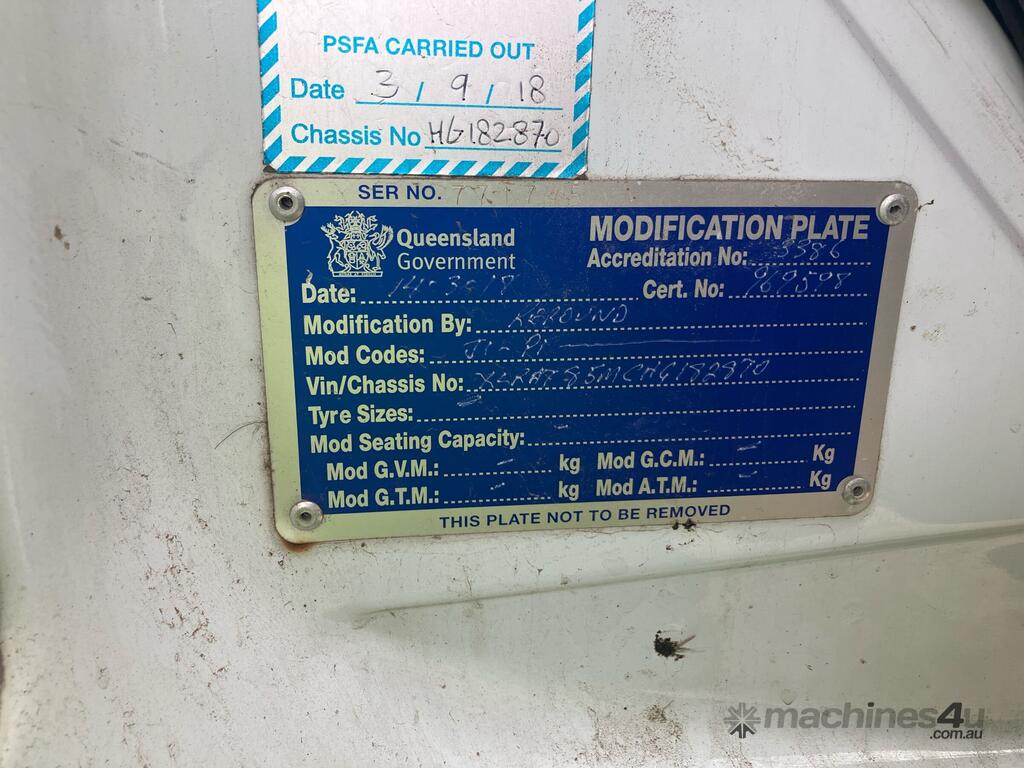 PSFA CARRIED OUT
Date 3 / 9 / 18
Chassis No HG182870
SER NO.
Queensland
Government
MODIFICATION PLATE
Accreditation No: 3386
Date: Cert. No: 969598
Modification By:
Mod Codes:
Vin/Chassis No:
Tyre Sizes: -
Mod Seating Capacity: -
Mod G.V.M.: - kg Mod G.C.M.: - Kg
Mod G.T.M.: - kg Mod A.T.M.: - Kg
THIS PLATE NOT TO BE REMOVED
machines4u
.com.au